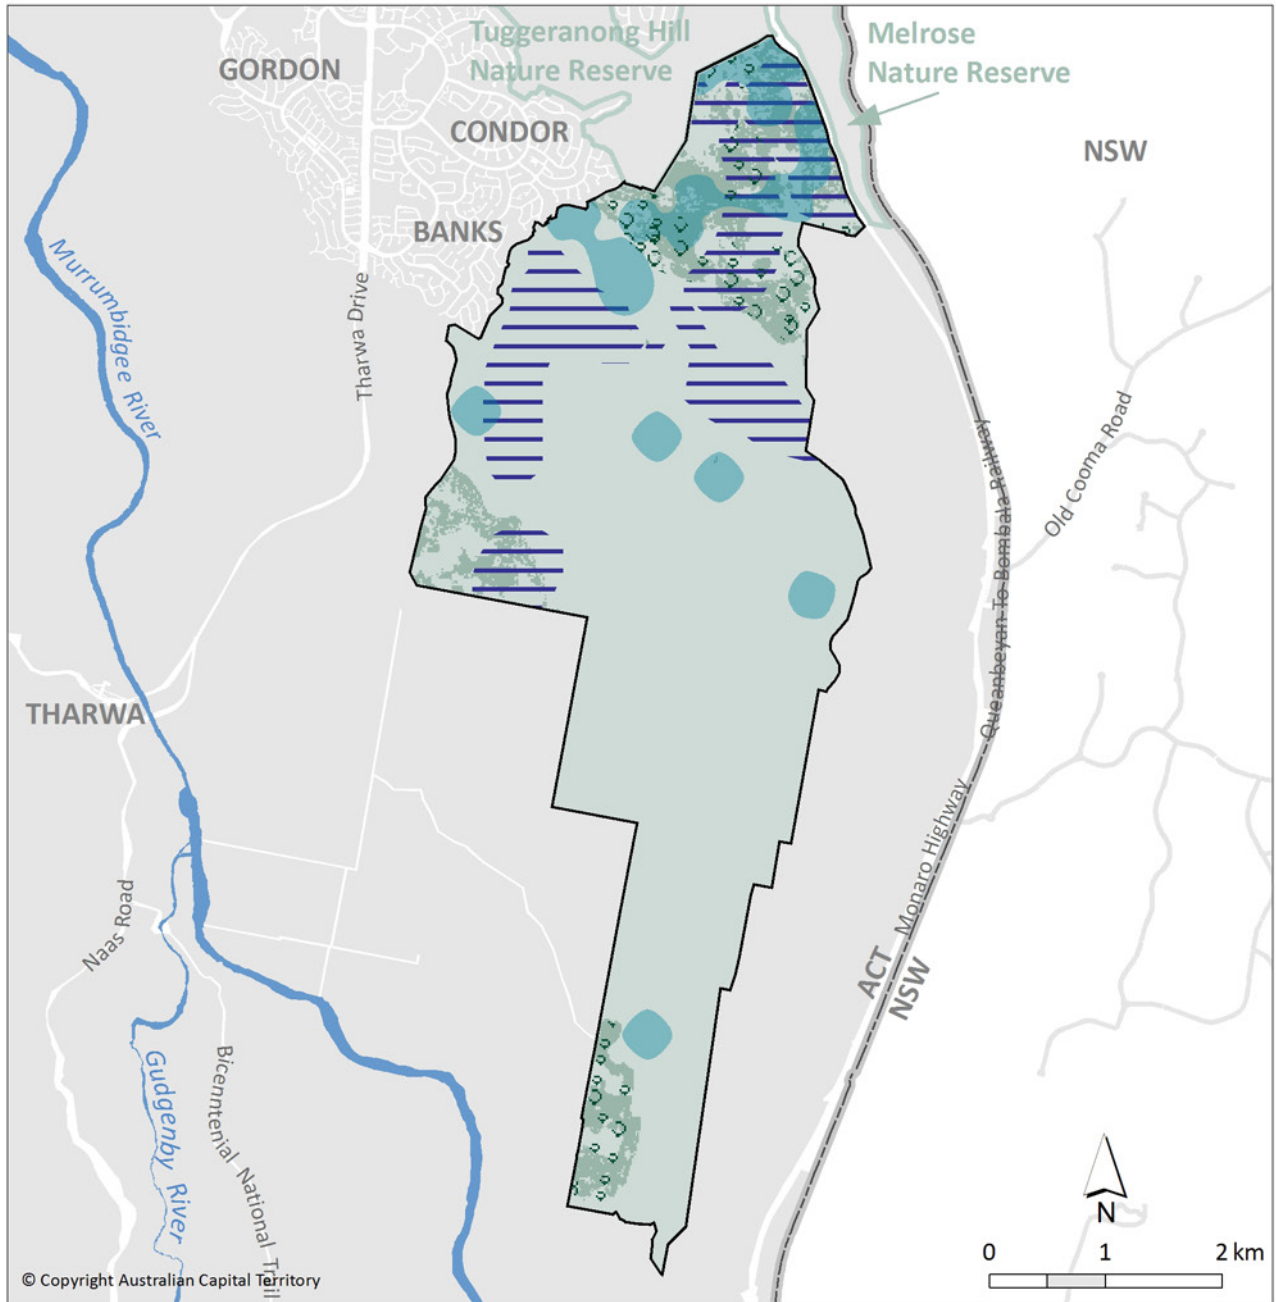 Tuggeranong Hill
Nature Reserve
Melrose
Nature Reserve
GORDON
CONDOR
NSW
BANKS
Murrumbidgee River
Tharwa Drive
Old Cooma Road
Queanbeyan To Bombala Railway
THARWA
Monaro Highway
Naas Road
ACT
NSW
Gudgenby River
Bicenntenial National Trail
N
0 1 2 km
© Copyright Australian Capital Territory